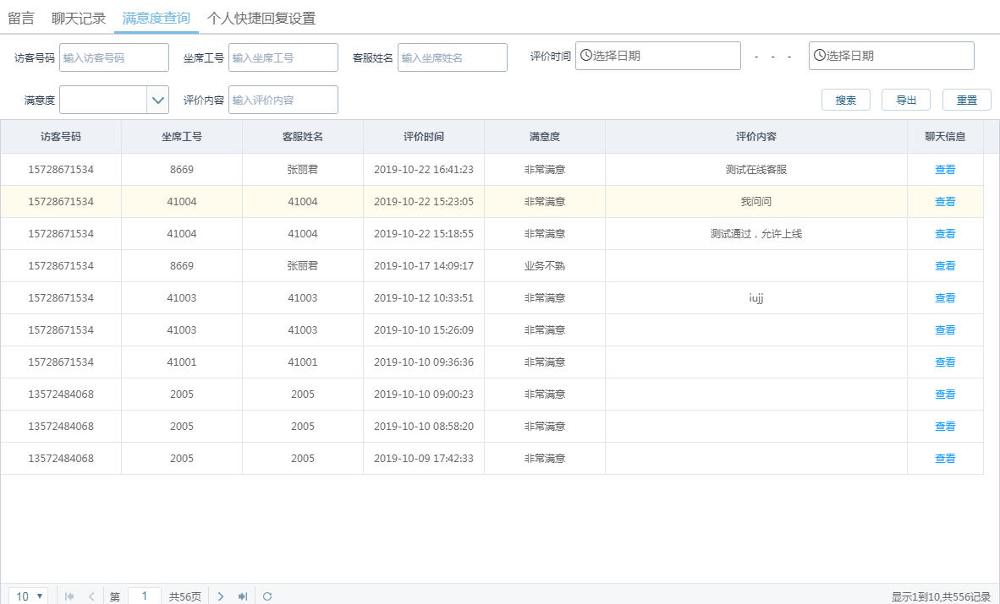 留言 聊天记录 满意度查询 个人快捷回复设置
访客号码 输入访客号码 坐席工号 输入坐席工号 客服姓名 输入坐席姓名 评价时间 选择日期 - - - 选择日期
满意度 评价内容 输入评价内容 搜索 导出 重置
访客号码 坐席工号 客服姓名 评价时间 满意度 评价内容 聊天信息
15728671534 8669 张丽君 2019-10-22 16:41:23 非常满意 测试在线客服 查看
15728671534 41004 41004 2019-10-22 15:23:05 非常满意 我问问 查看
15728671534 41004 41004 2019-10-22 15:18:55 非常满意 测试通过，允许上线 查看
15728671534 8669 张丽君 2019-10-17 14:09:17 业务不熟 查看
15728671534 41003 41003 2019-10-12 10:33:51 非常满意 iujj 查看
15728671534 41003 41003 2019-10-10 15:26:09 非常满意 查看
15728671534 41001 41001 2019-10-10 09:36:36 非常满意 查看
13572484068 2005 2005 2019-10-10 09:00:23 非常满意 查看
13572484068 2005 2005 2019-10-10 08:58:20 非常满意 查看
13572484068 2005 2005 2019-10-09 17:42:33 非常满意 查看
10 第 1 共56页 显示1到10,共556记录